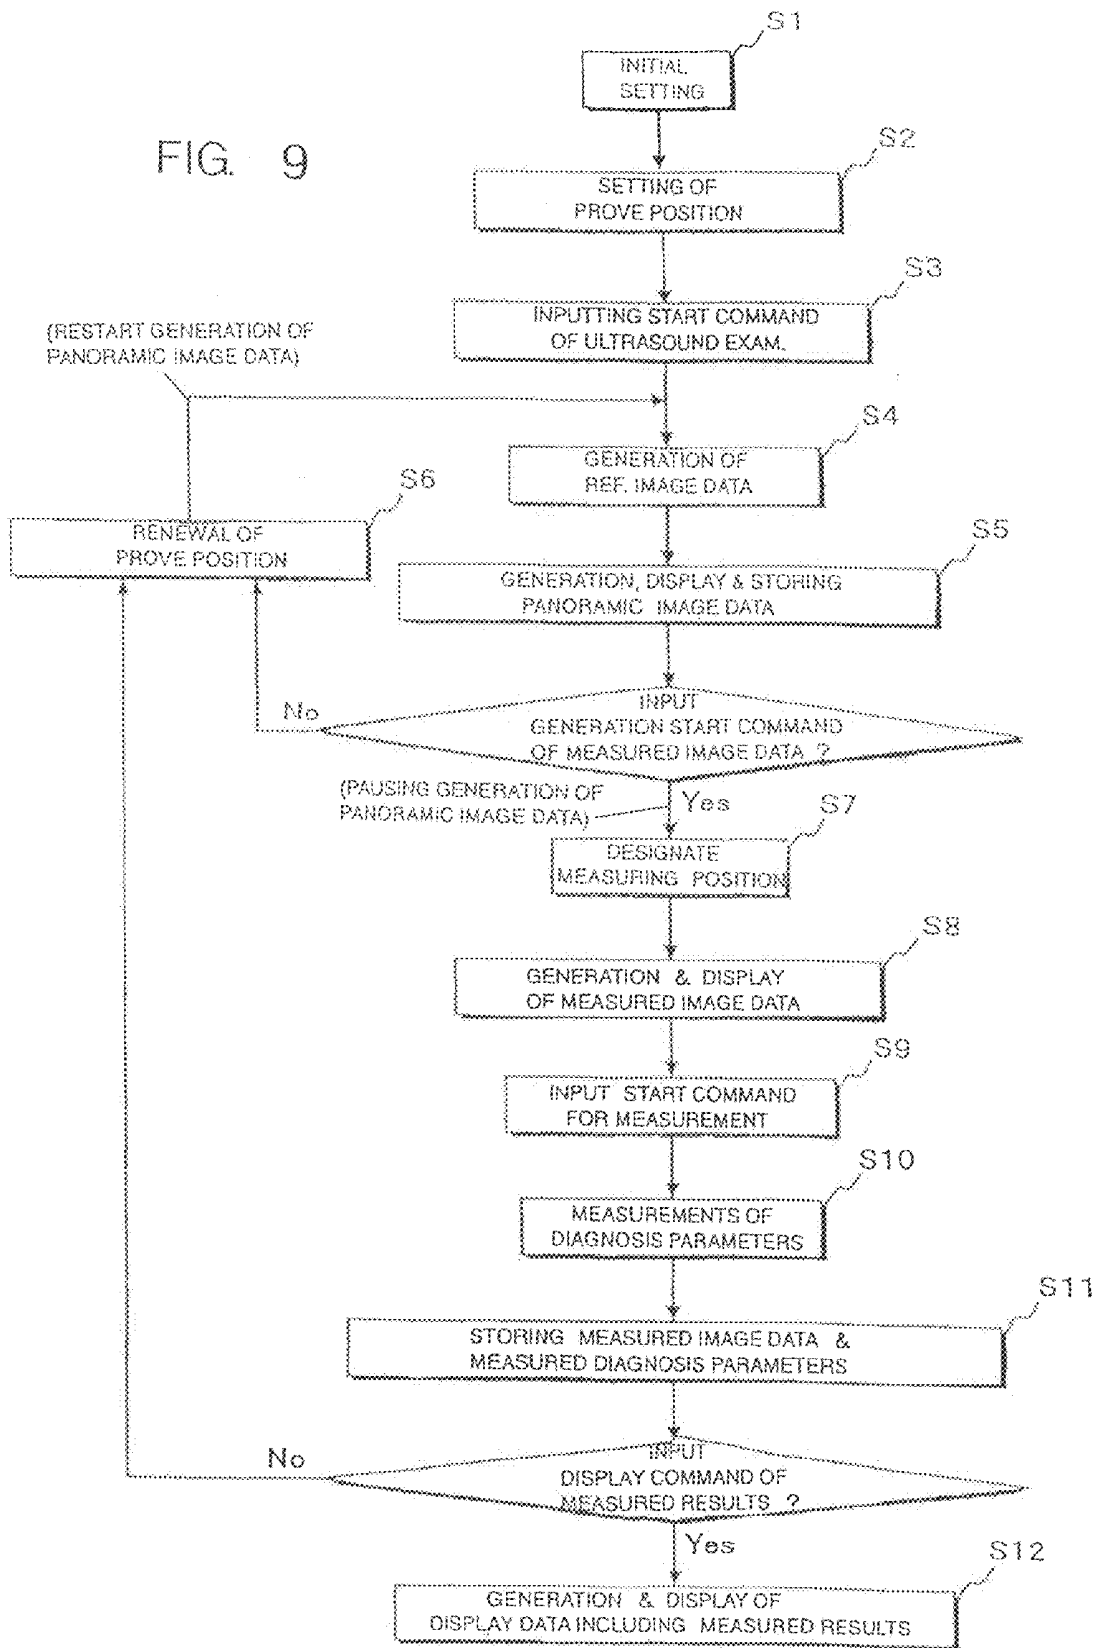 S1
INITIAL
SETTING
FIG. 9
S2
SETTING OF
PROVE POSITION
S3
INPUTTING START COMMAND
OF ULTRASOUND EXAM.
(RESTART GENERATION OF
PANORAMIC IMAGE DATA)
S4
GENERATION OF
REF. IMAGE DATA
S6
RENEWAL OF
PROVE POSITION
S5
GENERATION, DISPLAY & STORING
PANORAMIC IMAGE DATA
No
INPUT
GENERATION START COMMAND
OF MEASURED IMAGE DATA ?
(PAUSING GENERATION OF
PANORAMIC IMAGE DATA)
Yes
S7
DESIGNATE
MEASURING POSITION
S8
GENERATION & DISPLAY
OF MEASURED IMAGE DATA
S9
INPUT START COMMAND
FOR MEASUREMENT
S10
MEASUREMENTS OF
DIAGNOSIS PARAMETERS
S11
STORING MEASURED IMAGE DATA &
MEASURED DIAGNOSIS PARAMETERS
No
INPUT
DISPLAY COMMAND OF
MEASURED RESULTS ?
Yes
S12
GENERATION & DISPLAY OF
DISPLAY DATA INCLUDING MEASURED RESULTS